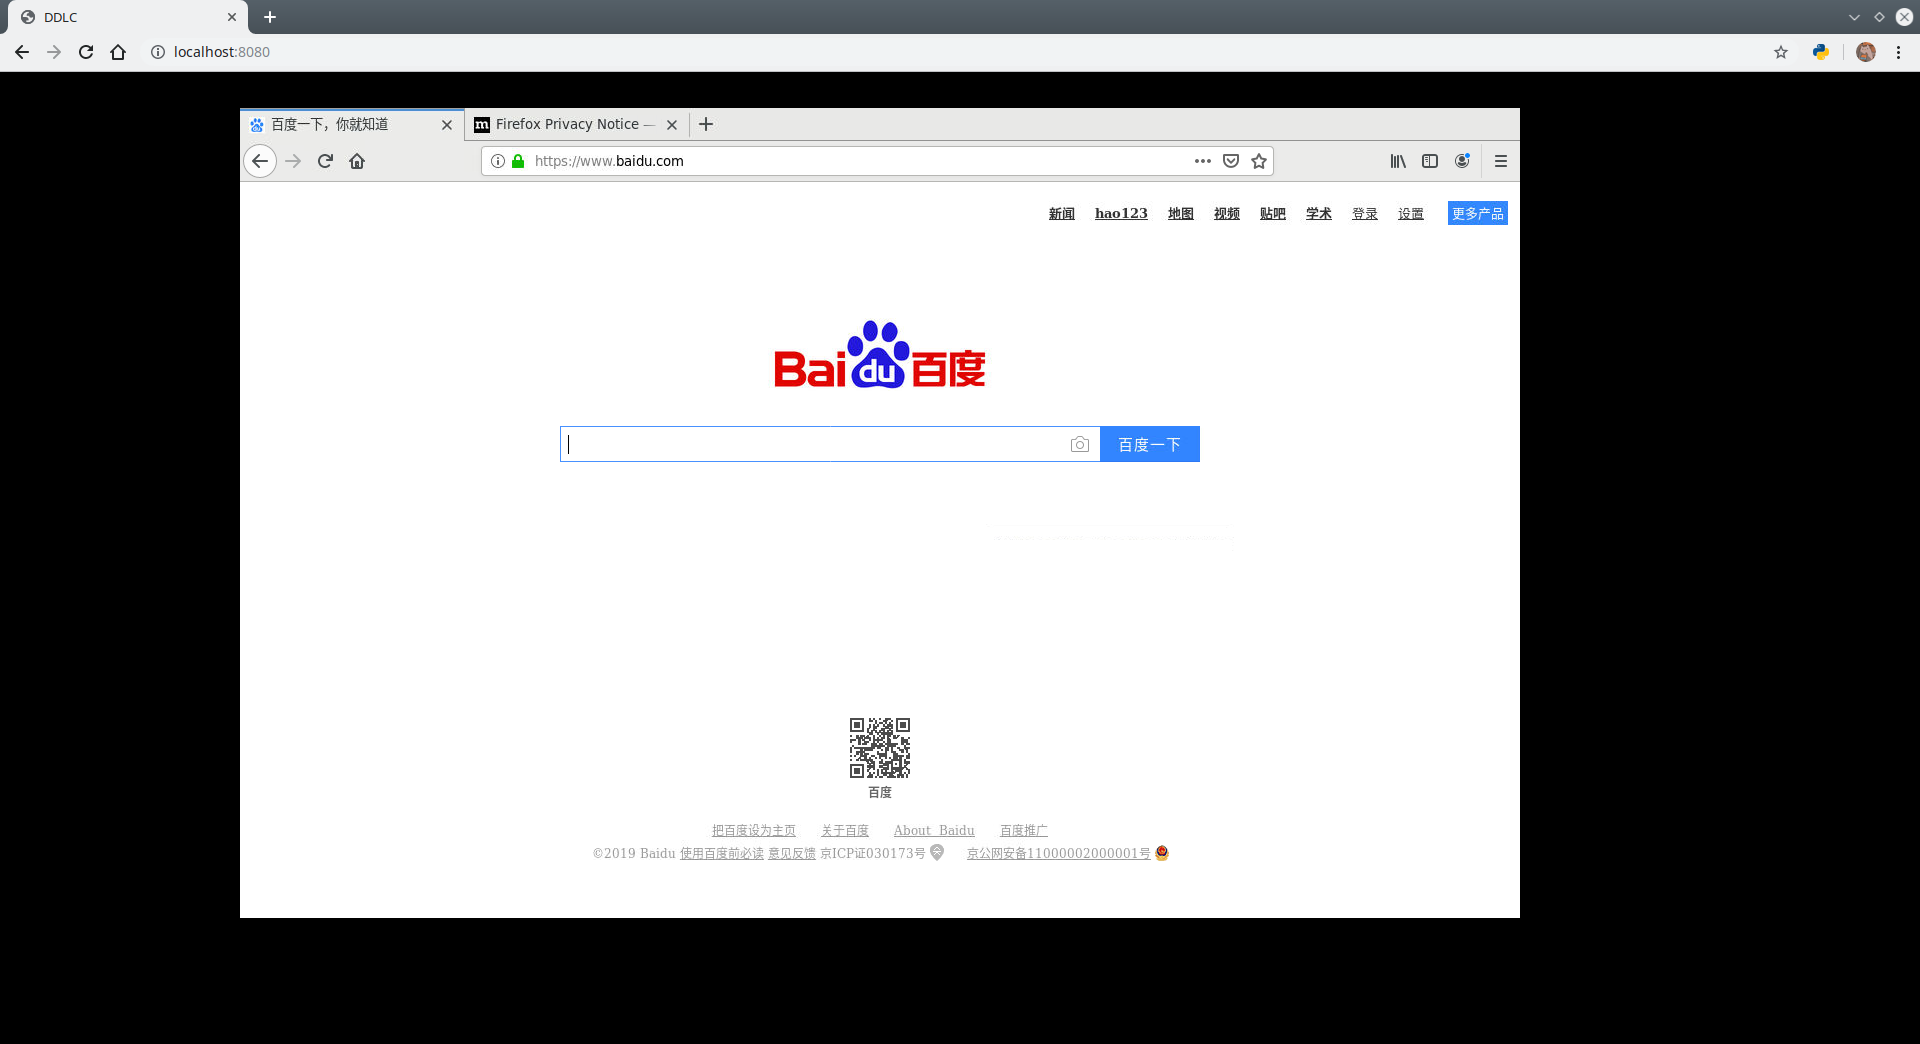 DDLC
localhost:8080
百度一下，你就知道
Firefox Privacy Notice —
https://www.baidu.com
新闻 hao123 地图 视频 贴吧 学术 登录 设置 更多产品
Bai du 百度
百度一下
百度
把百度设为主页 关于百度 About Baidu 百度推广
©2019 Baidu 使用百度前必读 意见反馈 京ICP证030173号 京公网安备11000002000001号